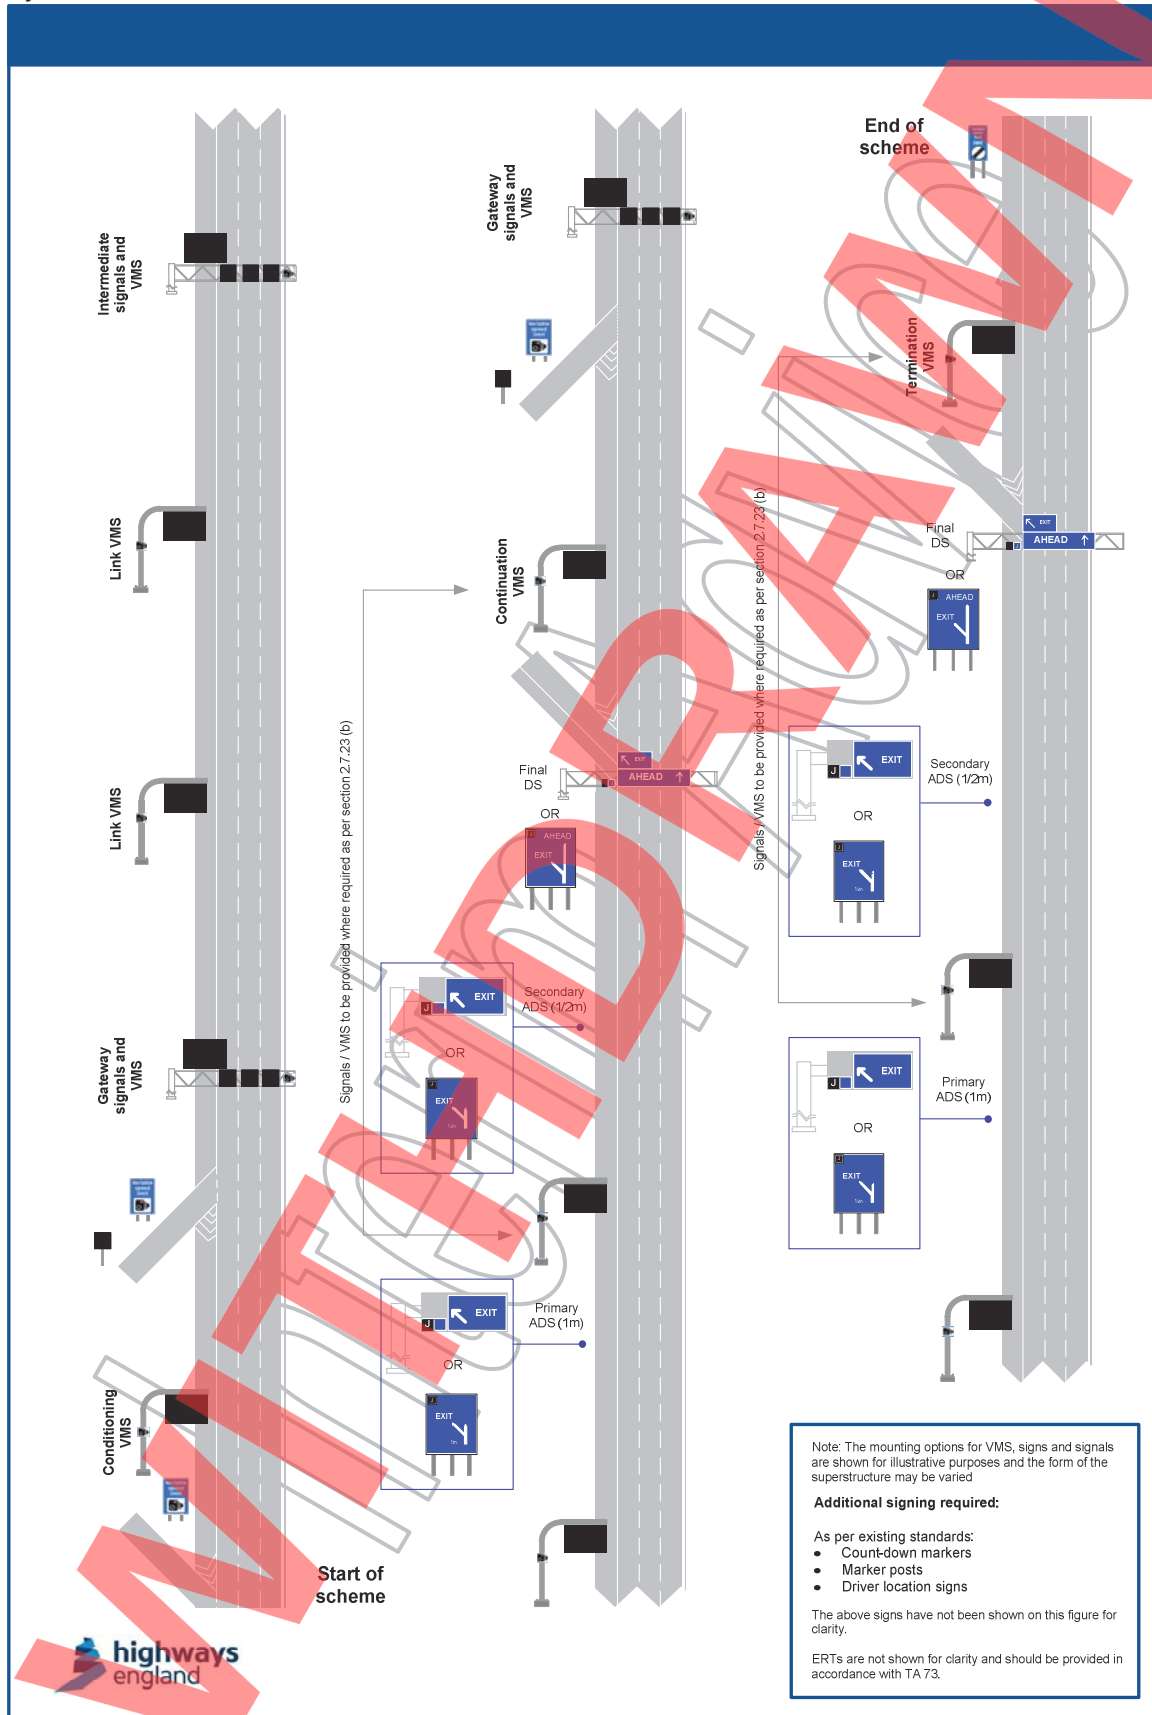 End of
scheme
Gateway
signals and
VMS
Intermediate
signals and
VMS
Termination
VMS
Link VMS
Continuation
VMS
Final
DS
EXIT
AHEAD
OR
J AHEAD
EXIT
Signals / VMS to be provided where required as per section 2.7.23 (b)
Signals / VMS to be provided where required as per section 2.7.23 (b)
Final
DS
EXIT
AHEAD
OR
J AHEAD
EXIT
Link VMS
EXIT
J
Secondary
ADS (1/2m)
OR
J
EXIT
½m
EXIT
J
Secondary
ADS (1/2m)
OR
J
EXIT
½m
Gateway
signals and
VMS
EXIT
J
Primary
ADS (1m)
OR
J
EXIT
EXIT
J
Primary
ADS (1m)
OR
J
EXIT
1m
Conditioning
VMS
Start of
scheme
Note: The mounting options for VMS, signs and signals
are shown for illustrative purposes and the form of the
superstructure may be varied
Additional signing required:
As per existing standards:
• Count-down markers
• Marker posts
• Driver location signs
The above signs have not been shown on this figure for
clarity.
ERTs are not shown for clarity and should be provided in
accordance with TA 73.
highways
england
WITHDRAWN